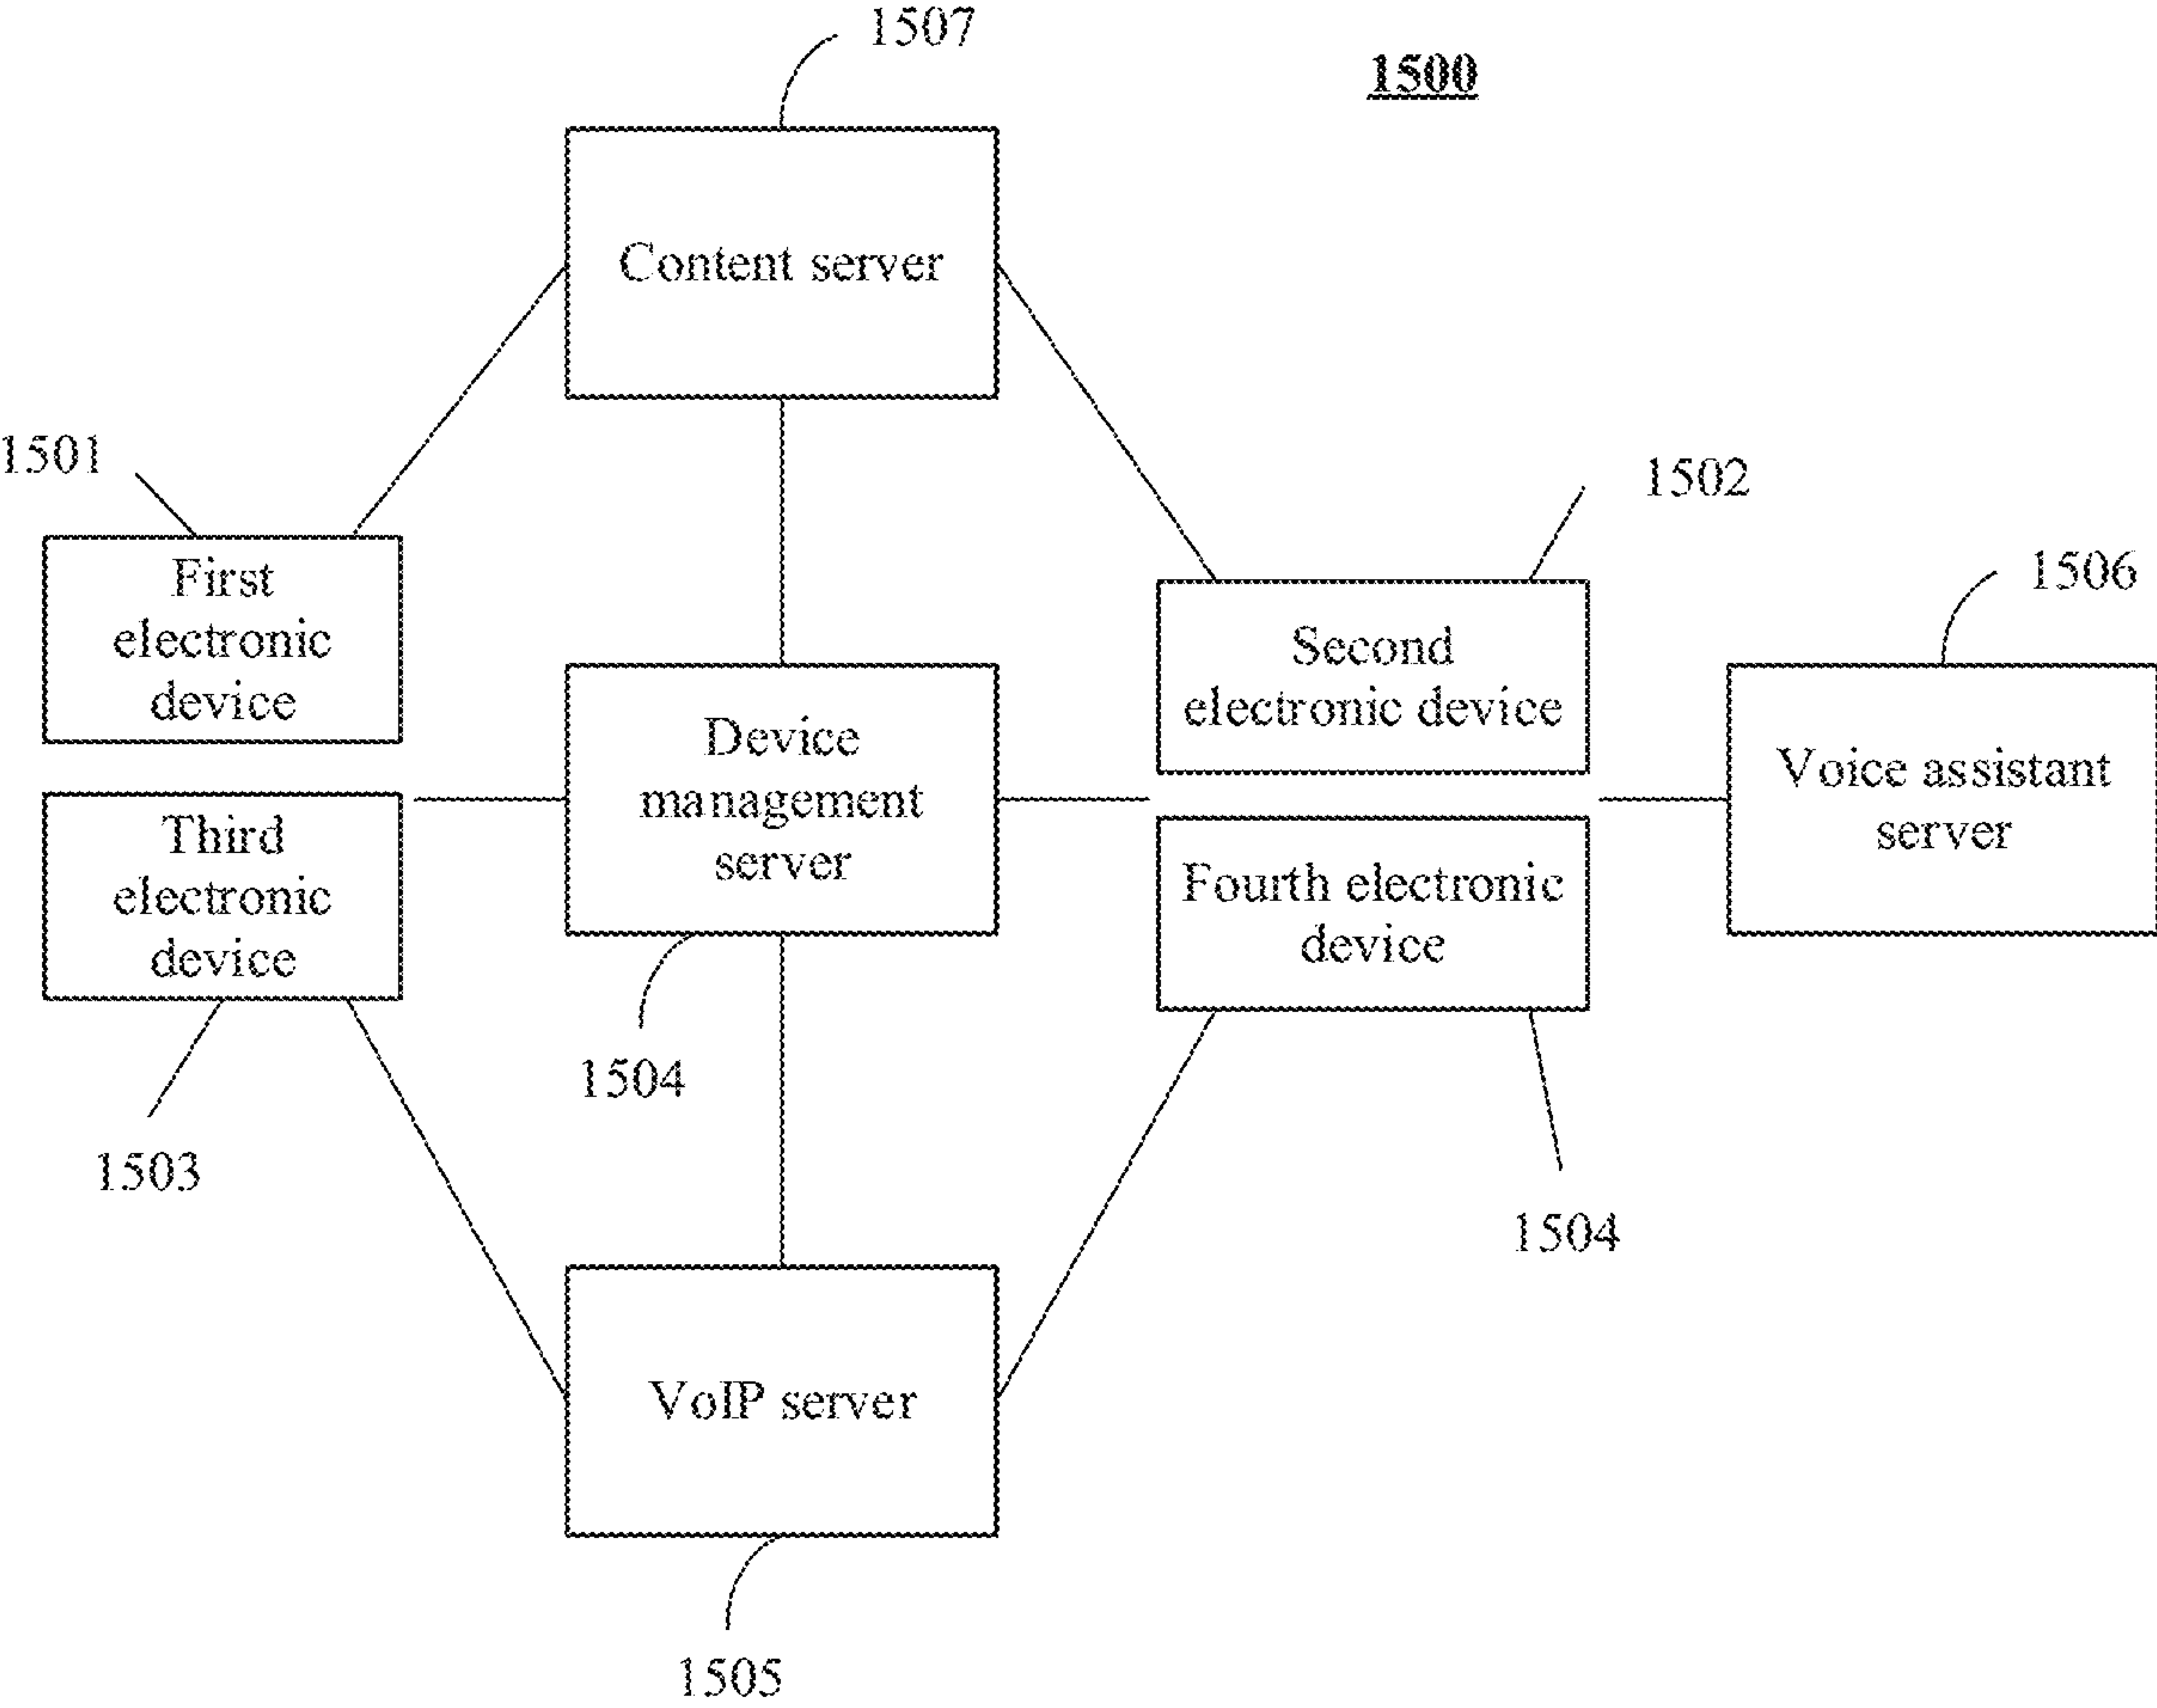 1507
1500
Content server
1501
1502
First
electronic
device
1506
Second
electronic device
Device
management
server
Voice assistant
server
Third
electronic
device
Fourth electronic
device
1504
1503
1504
VoIP server
1505